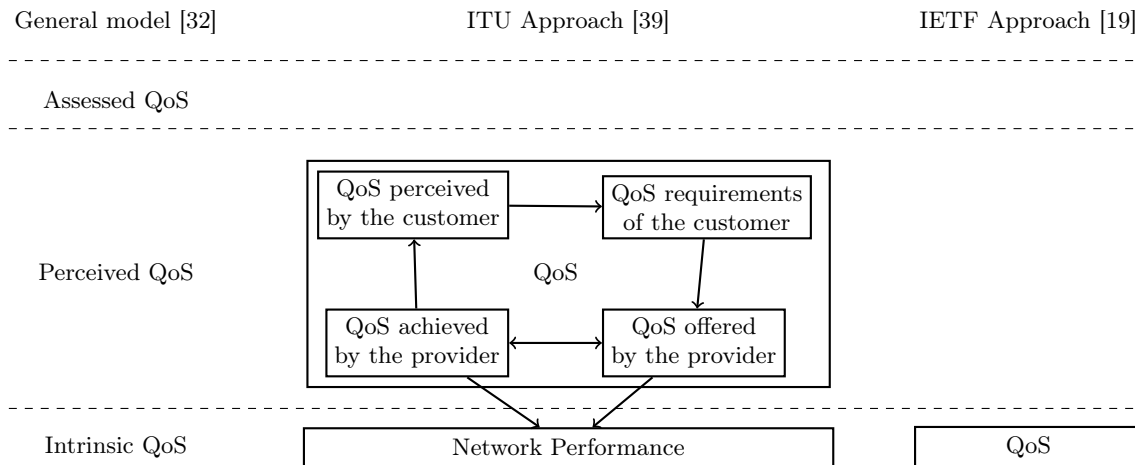 General model [32]
ITU Approach [39]
IETF Approach [19]
Assessed QoS
Perceived QoS
QoS perceived
by the customer
QoS requirements
of the customer
QoS
QoS achieved
by the provider
QoS offered
by the provider
Intrinsic QoS
Network Performance
QoS